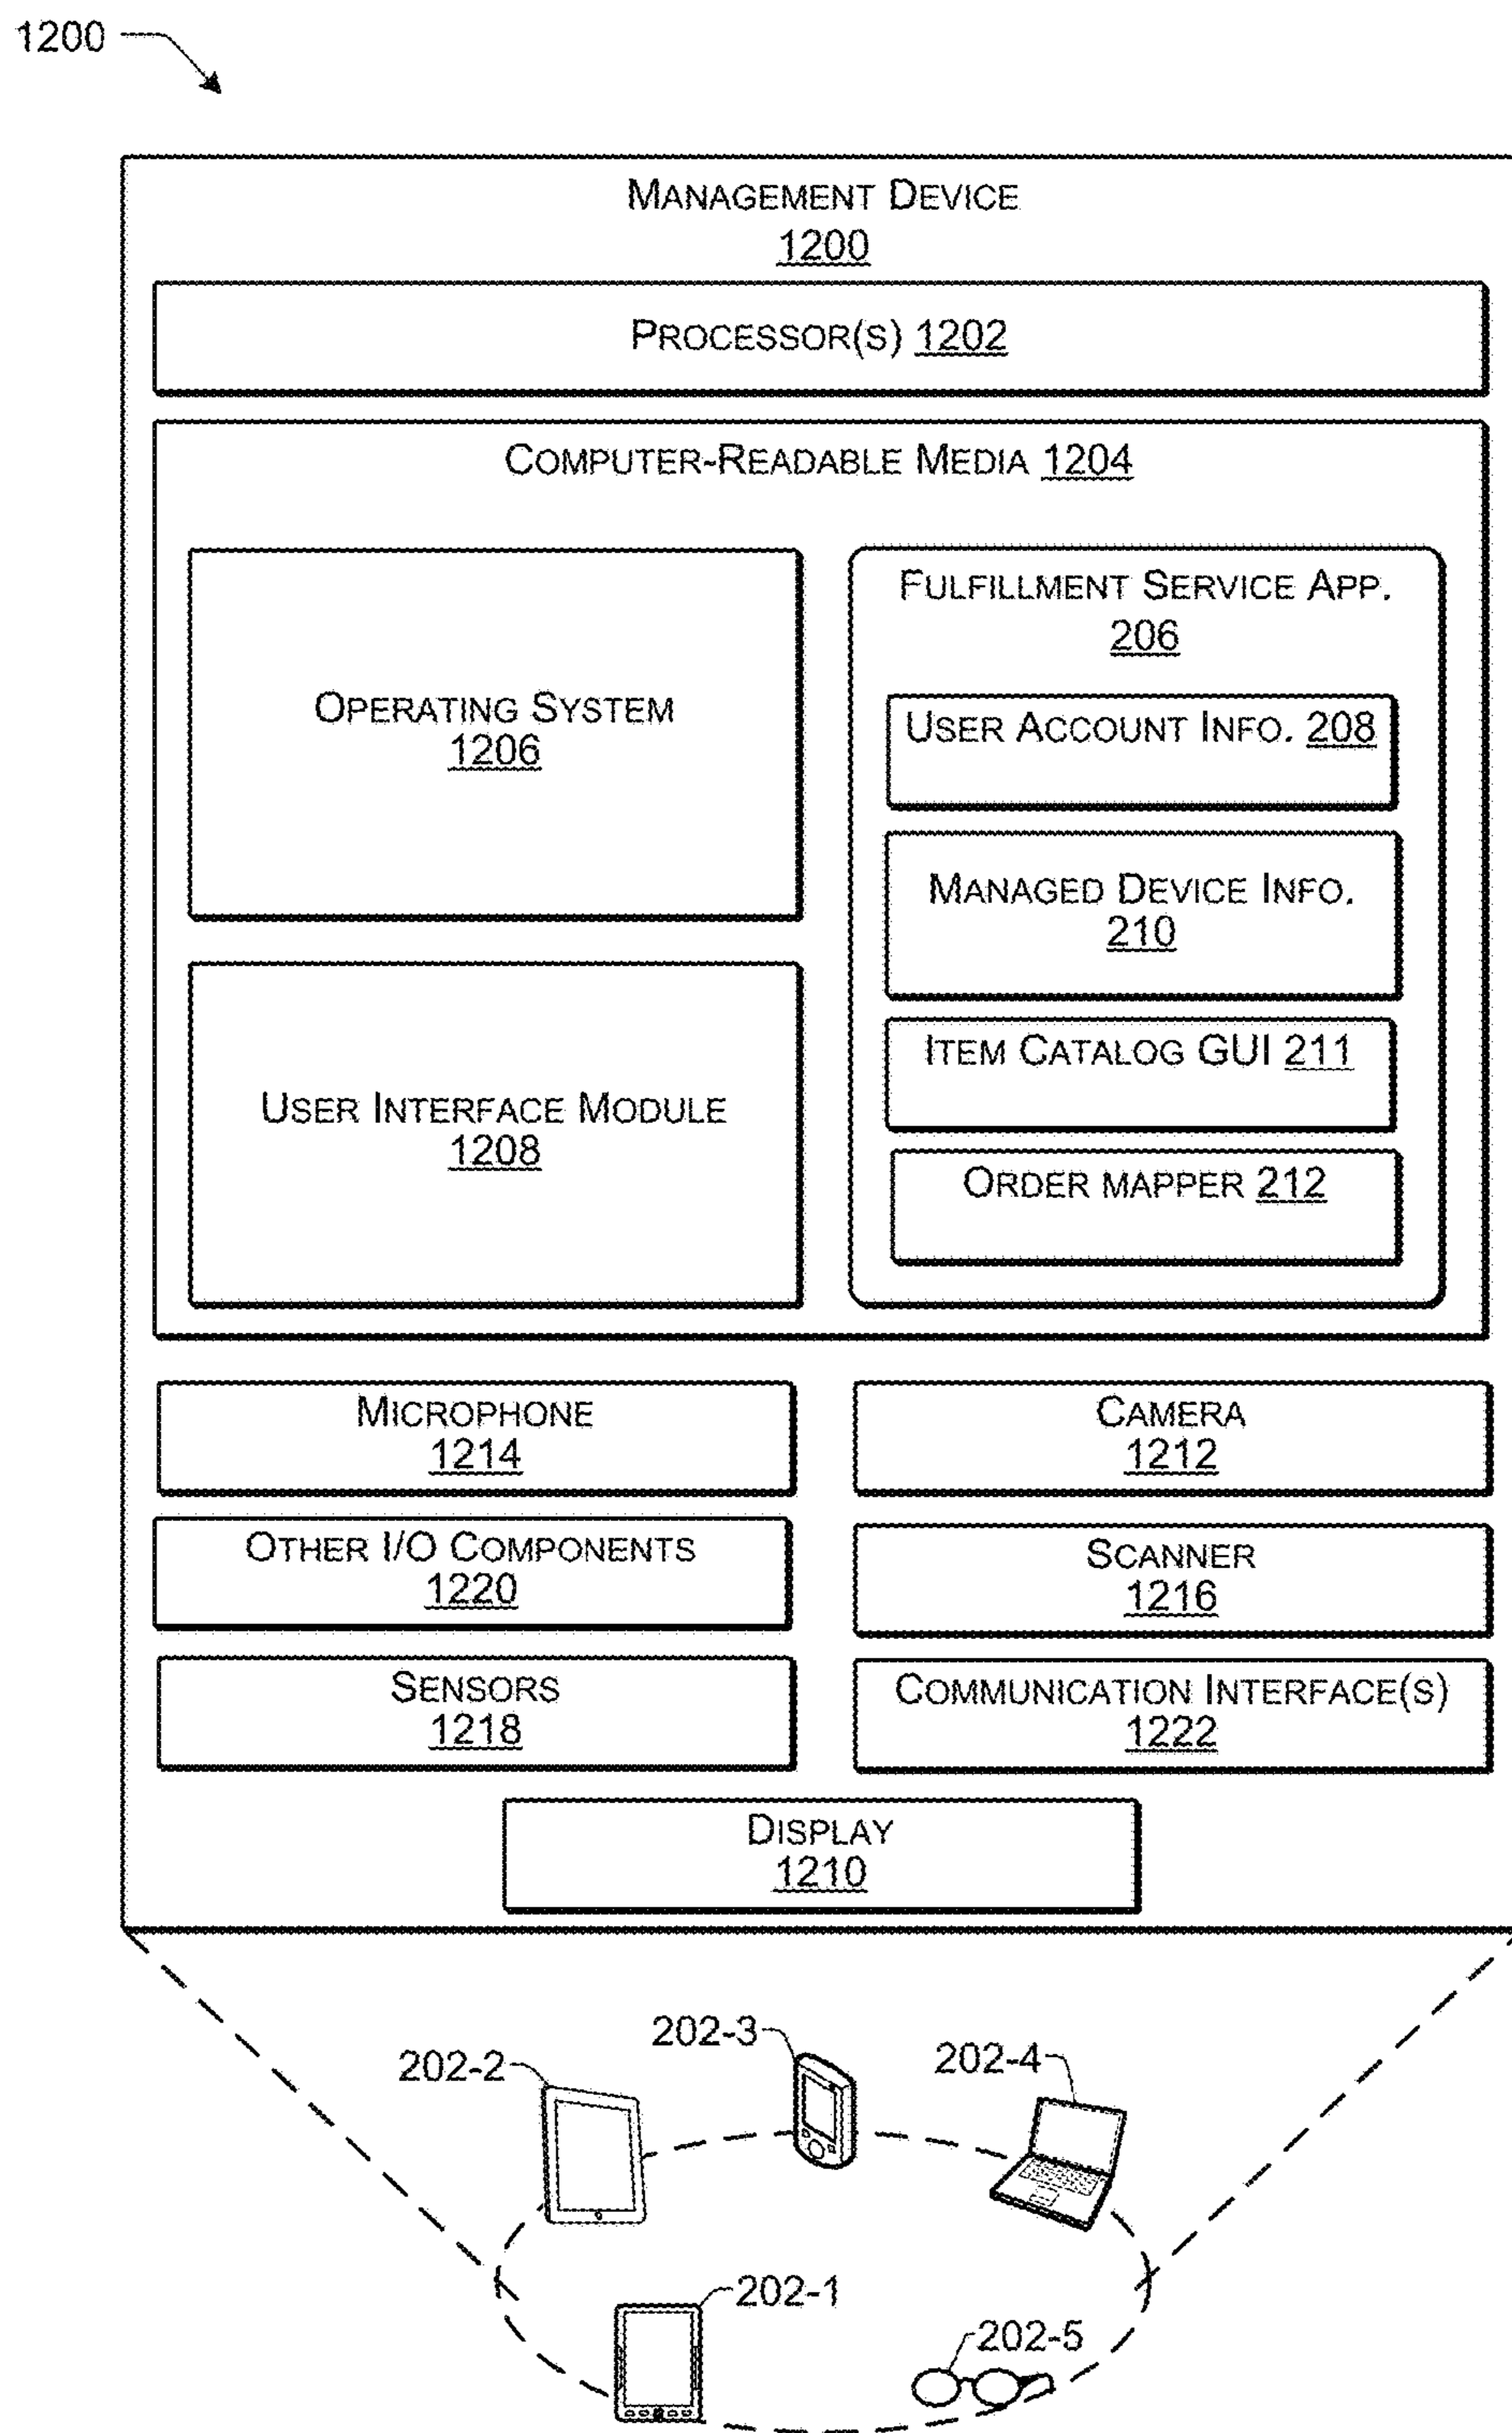 1200
MANAGEMENT DEVICE
1200
PROCESSOR(S) 1202
COMPUTER-READABLE MEDIA 1204
OPERATING SYSTEM
1206
USER INTERFACE MODULE
1208
FULFILLMENT SERVICE APP.
206
USER ACCOUNT INFO. 208
MANAGED DEVICE INFO.
210
ITEM CATALOG GUI 211
ORDER MAPPER 212
MICROPHONE
1214
CAMERA
1212
OTHER I/O COMPONENTS
1220
SCANNER
1216
SENSORS
1218
COMMUNICATION INTERFACE(S)
1222
DISPLAY
1210
202-2
202-3
202-4
202-1
202-5